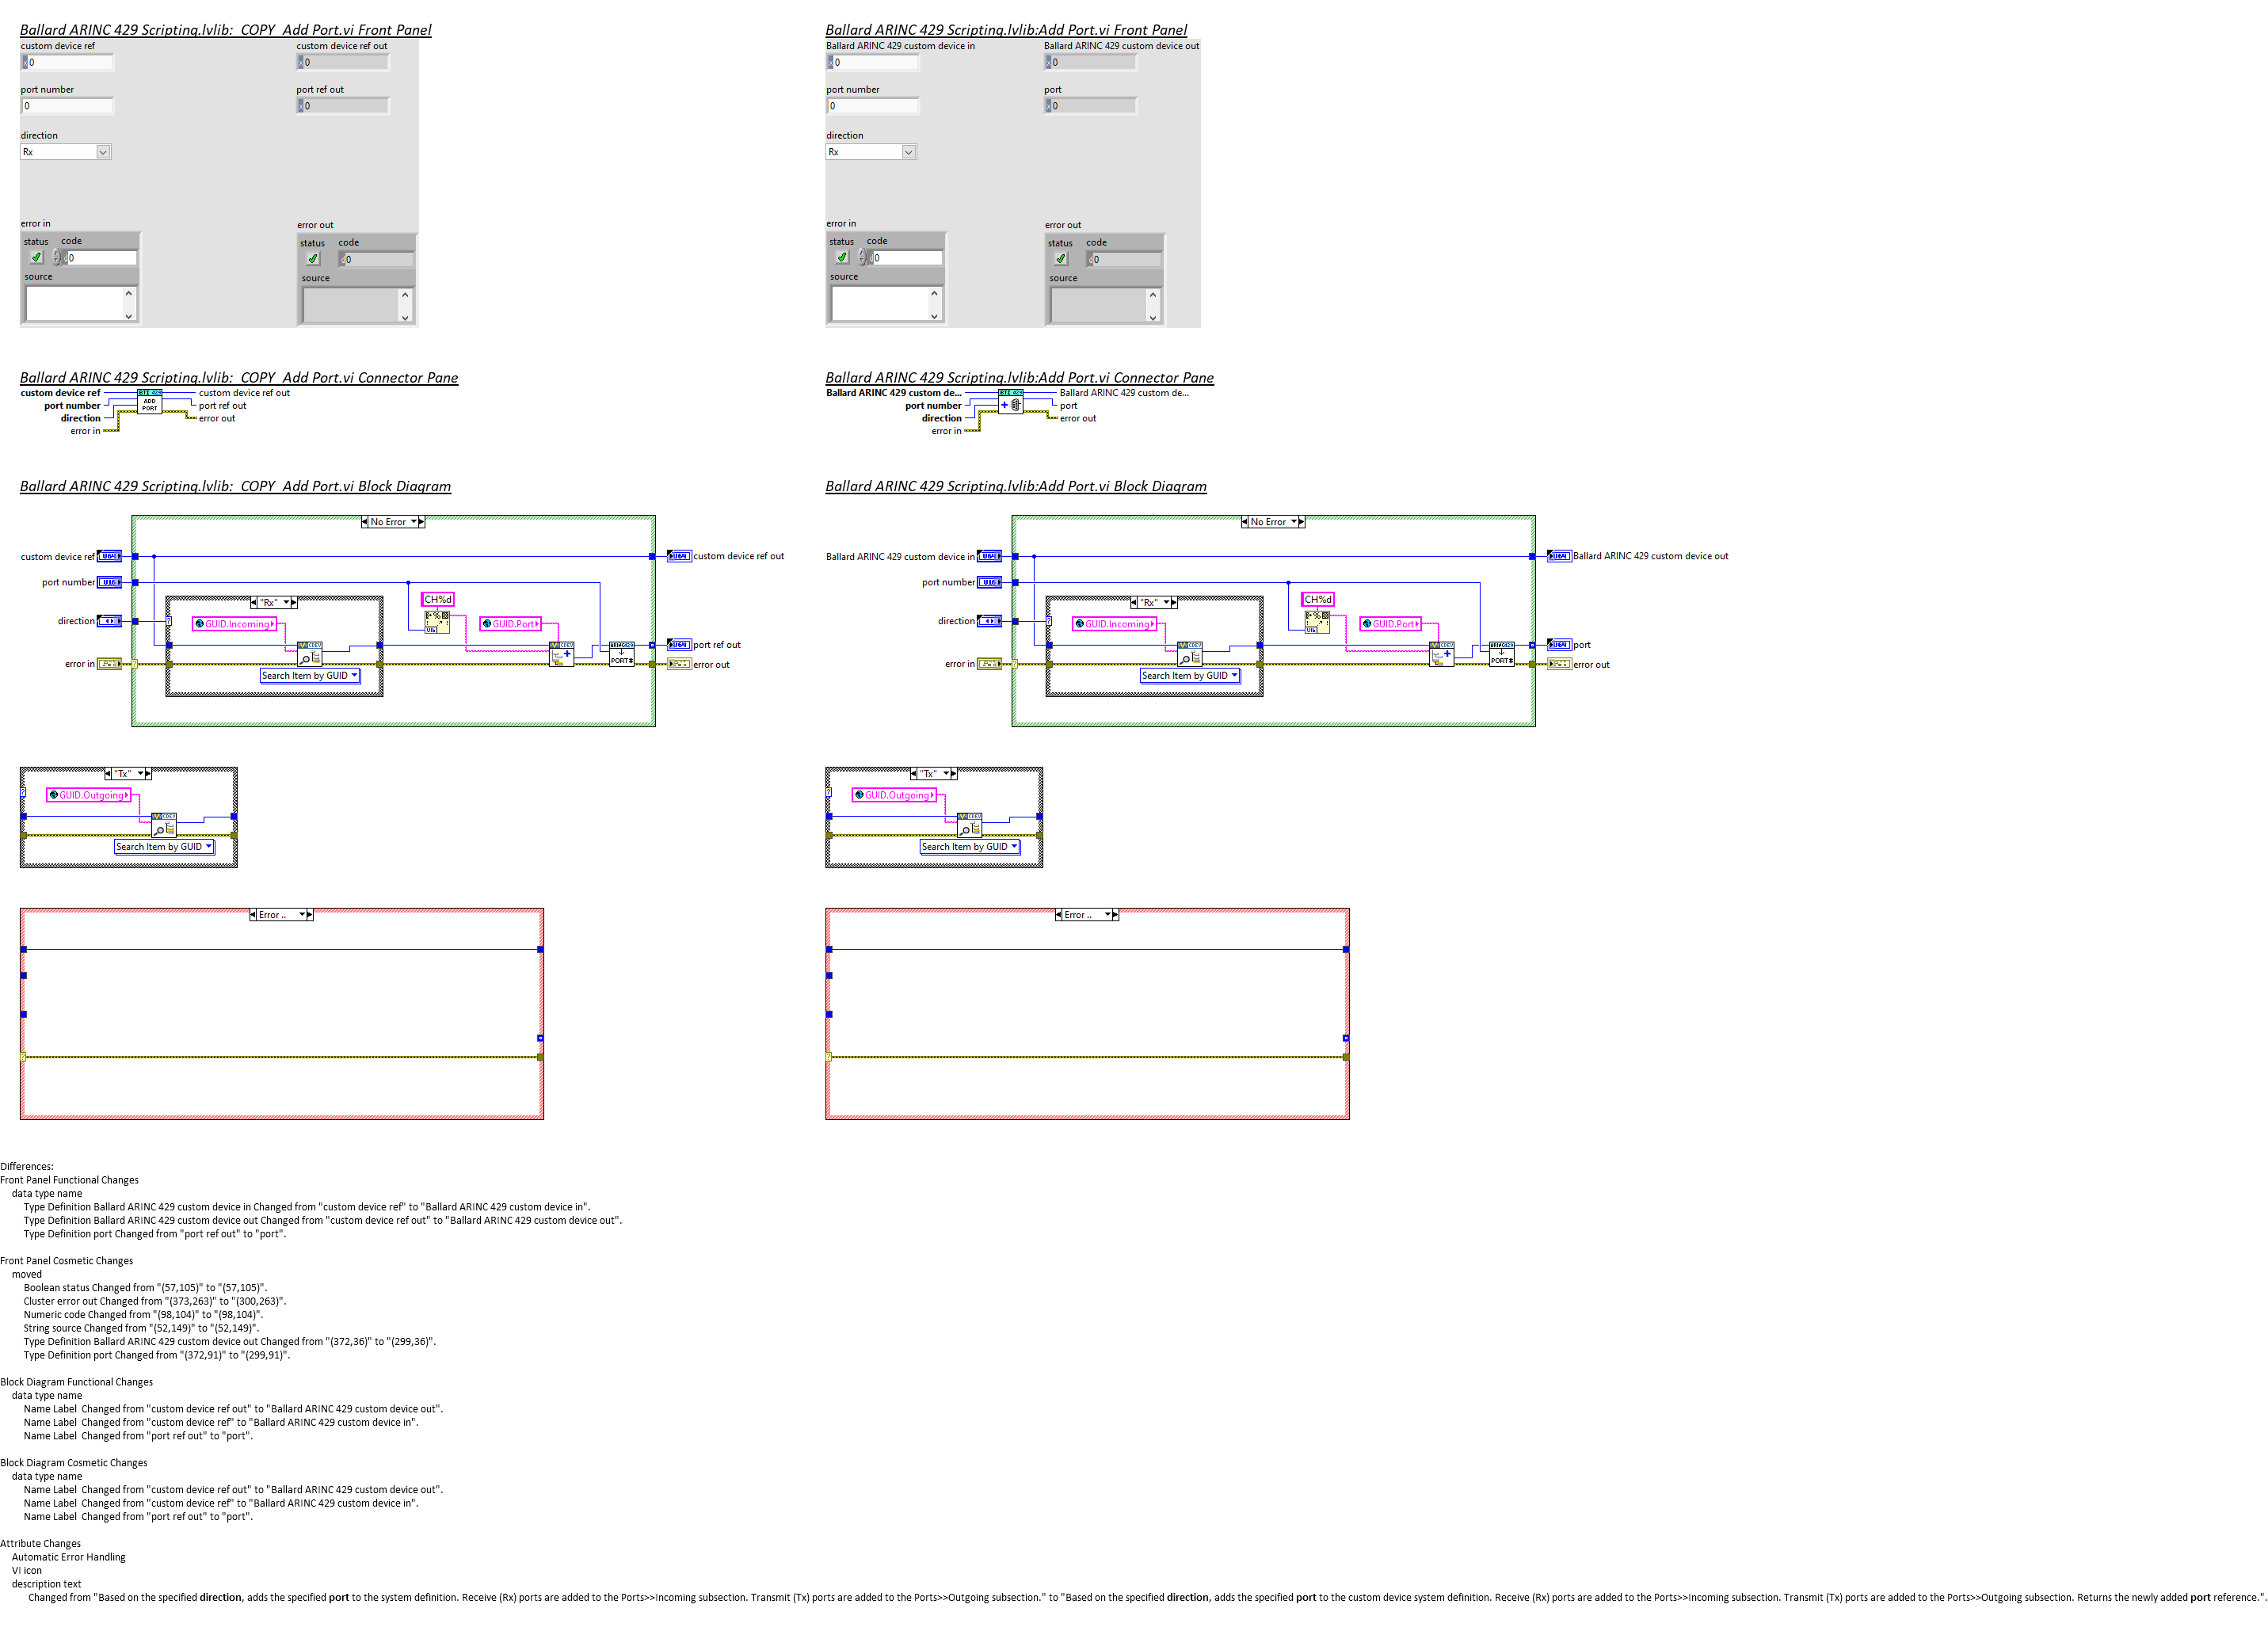 Ballard ARINC 429 Scripting.lvlib:_COPY_Add Port.vi Front Panel
custom device ref
custom device ref out
x 0
x 0
port number
port ref out
0
x 0
direction
Rx
error in
error out
status
code
status
code
d 0
d 0
source
source
Ballard ARINC 429 Scripting.lvlib:Add Port.vi Front Panel
Ballard ARINC 429 custom device in
Ballard ARINC 429 custom device out
x 0
x 0
port number
port
0
x 0
direction
Rx
error in
error out
status
code
status
code
d 0
d 0
source
source
Ballard ARINC 429 Scripting.lvlib:_COPY_Add Port.vi Connector Pane
custom device ref
custom device ref out
port number
port ref out
direction
error out
error in
BTI 429
ADD
PORT
Ballard ARINC 429 Scripting.lvlib:Add Port.vi Connector Pane
Ballard ARINC 429 custom de...
Ballard ARINC 429 custom de...
port number
port
direction
error out
error in
BTI 429
Ballard ARINC 429 Scripting.lvlib:_COPY_Add Port.vi Block Diagram
No Error
custom device ref
U64
U64
custom device ref out
port number
U16
"Rx"
CH%d
direction
GUID.Incoming
U16
GUID.Port
CDEV
CDEV
BTI 429
PORT#
U64
port ref out
error in
error out
Search Item by GUID
"Tx"
GUID.Outgoing
CDEV
Search Item by GUID
Error ..
Ballard ARINC 429 Scripting.lvlib:Add Port.vi Block Diagram
No Error
Ballard ARINC 429 custom device in
U64
U64
Ballard ARINC 429 custom device out
port number
U16
"Rx"
CH%d
direction
GUID.Incoming
U16
GUID.Port
CDEV
CDEV
BTI 429
PORT#
U64
port
error in
error out
Search Item by GUID
"Tx"
GUID.Outgoing
CDEV
Search Item by GUID
Error ..
Differences:
Front Panel Functional Changes
data type name
Type Definition Ballard ARINC 429 custom device in Changed from "custom device ref" to "Ballard ARINC 429 custom device in".
Type Definition Ballard ARINC 429 custom device out Changed from "custom device ref out" to "Ballard ARINC 429 custom device out".
Type Definition port Changed from "port ref out" to "port".
Front Panel Cosmetic Changes
moved
Boolean status Changed from "(57,105)" to "(57,105)".
Cluster error out Changed from "(373,263)" to "(300,263)".
Numeric code Changed from "(98,104)" to "(98,104)".
String source Changed from "(52,149)" to "(52,149)".
Type Definition Ballard ARINC 429 custom device out Changed from "(372,36)" to "(299,36)".
Type Definition port Changed from "(372,91)" to "(299,91)".
Block Diagram Functional Changes
data type name
Name Label  Changed from "custom device ref out" to "Ballard ARINC 429 custom device out".
Name Label  Changed from "custom device ref" to "Ballard ARINC 429 custom device in".
Name Label  Changed from "port ref out" to "port".
Block Diagram Cosmetic Changes
data type name
Name Label  Changed from "custom device ref out" to "Ballard ARINC 429 custom device out".
Name Label  Changed from "custom device ref" to "Ballard ARINC 429 custom device in".
Name Label  Changed from "port ref out" to "port".
Attribute Changes
Automatic Error Handling
VI icon
description text
Changed from "Based on the specified direction, adds the specified port to the system definition. Receive (Rx) ports are added to the Ports>>Incoming subsection. Transmit (Tx) ports are added to the Ports>>Outgoing subsection." to "Based on the specified direction, adds the specified port to the custom device system definition. Receive (Rx) ports are added to the Ports>>Incoming subsection. Transmit (Tx) ports are added to the Ports>>Outgoing subsection. Returns the newly added port reference.".